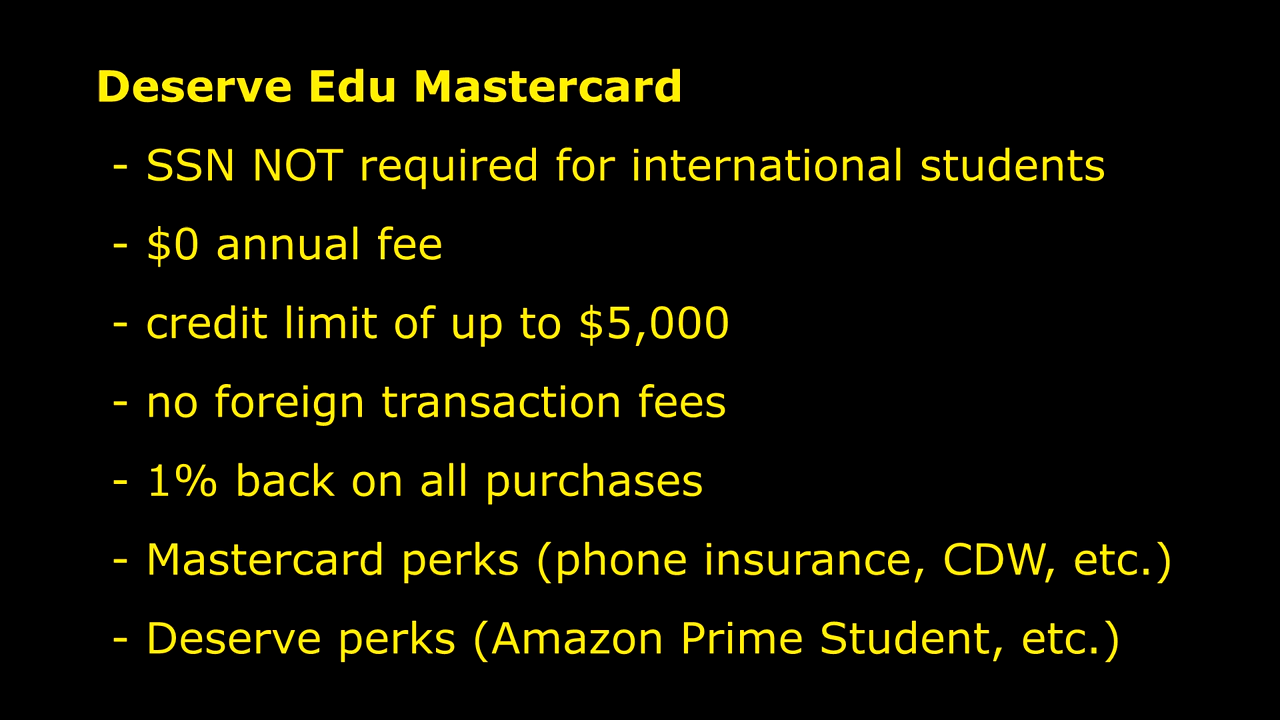 Deserve Edu Mastercard
- SSN NOT required for international students
- $0 annual fee
- credit limit of up to $5,000
- no foreign transaction fees
- 1% back on all purchases
- Mastercard perks (phone insurance, CDW, etc.)
- Deserve perks (Amazon Prime Student, etc.)